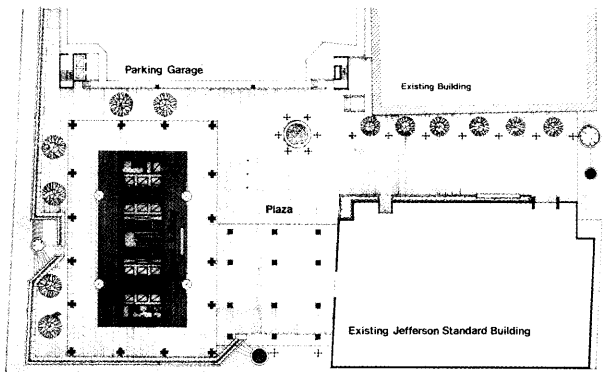 Parking Garage
Existing Building
Plaza
Existing Jefferson Standard Building